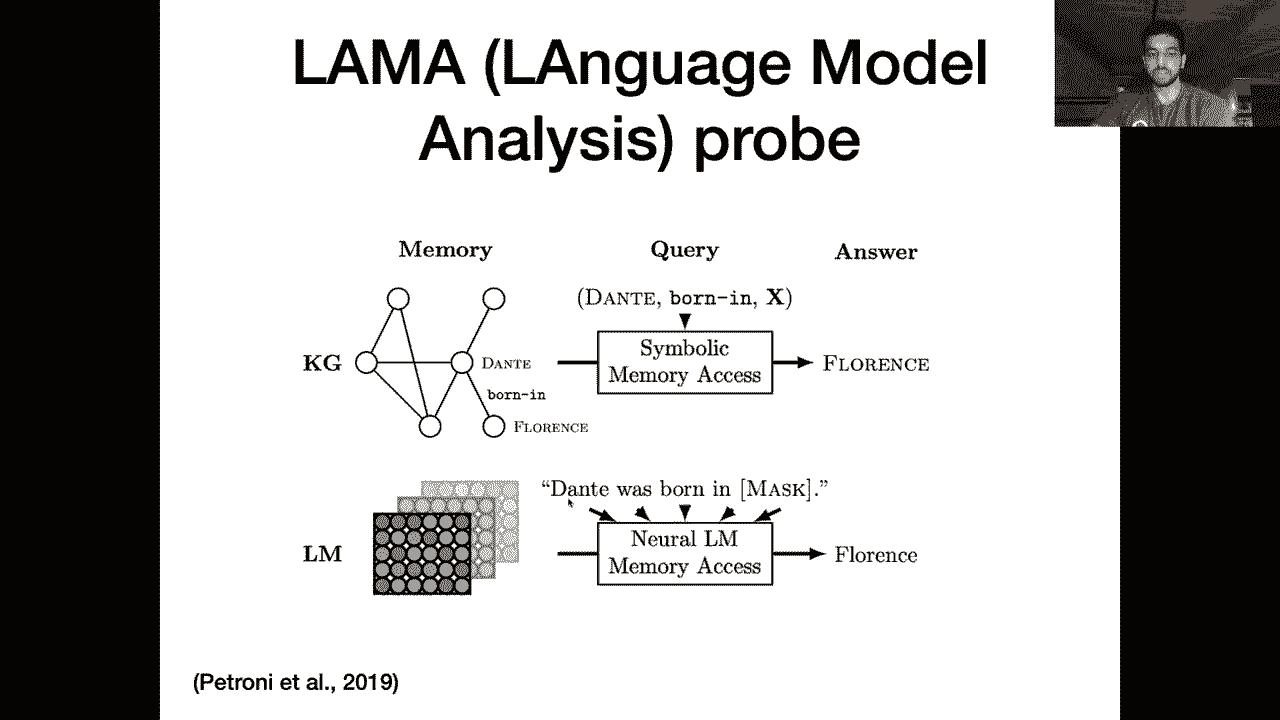 LAMA (LAnguage Model
Analysis) probe
Memory Query Answer
(DANTE, born-in, X)
KG DANTE Symbolic
Memory Access FLORENCE
born-in
FLORENCE
“Dante was born in [MASK].”
LM Neural LM
Memory Access Florence
(Petroni et al., 2019)